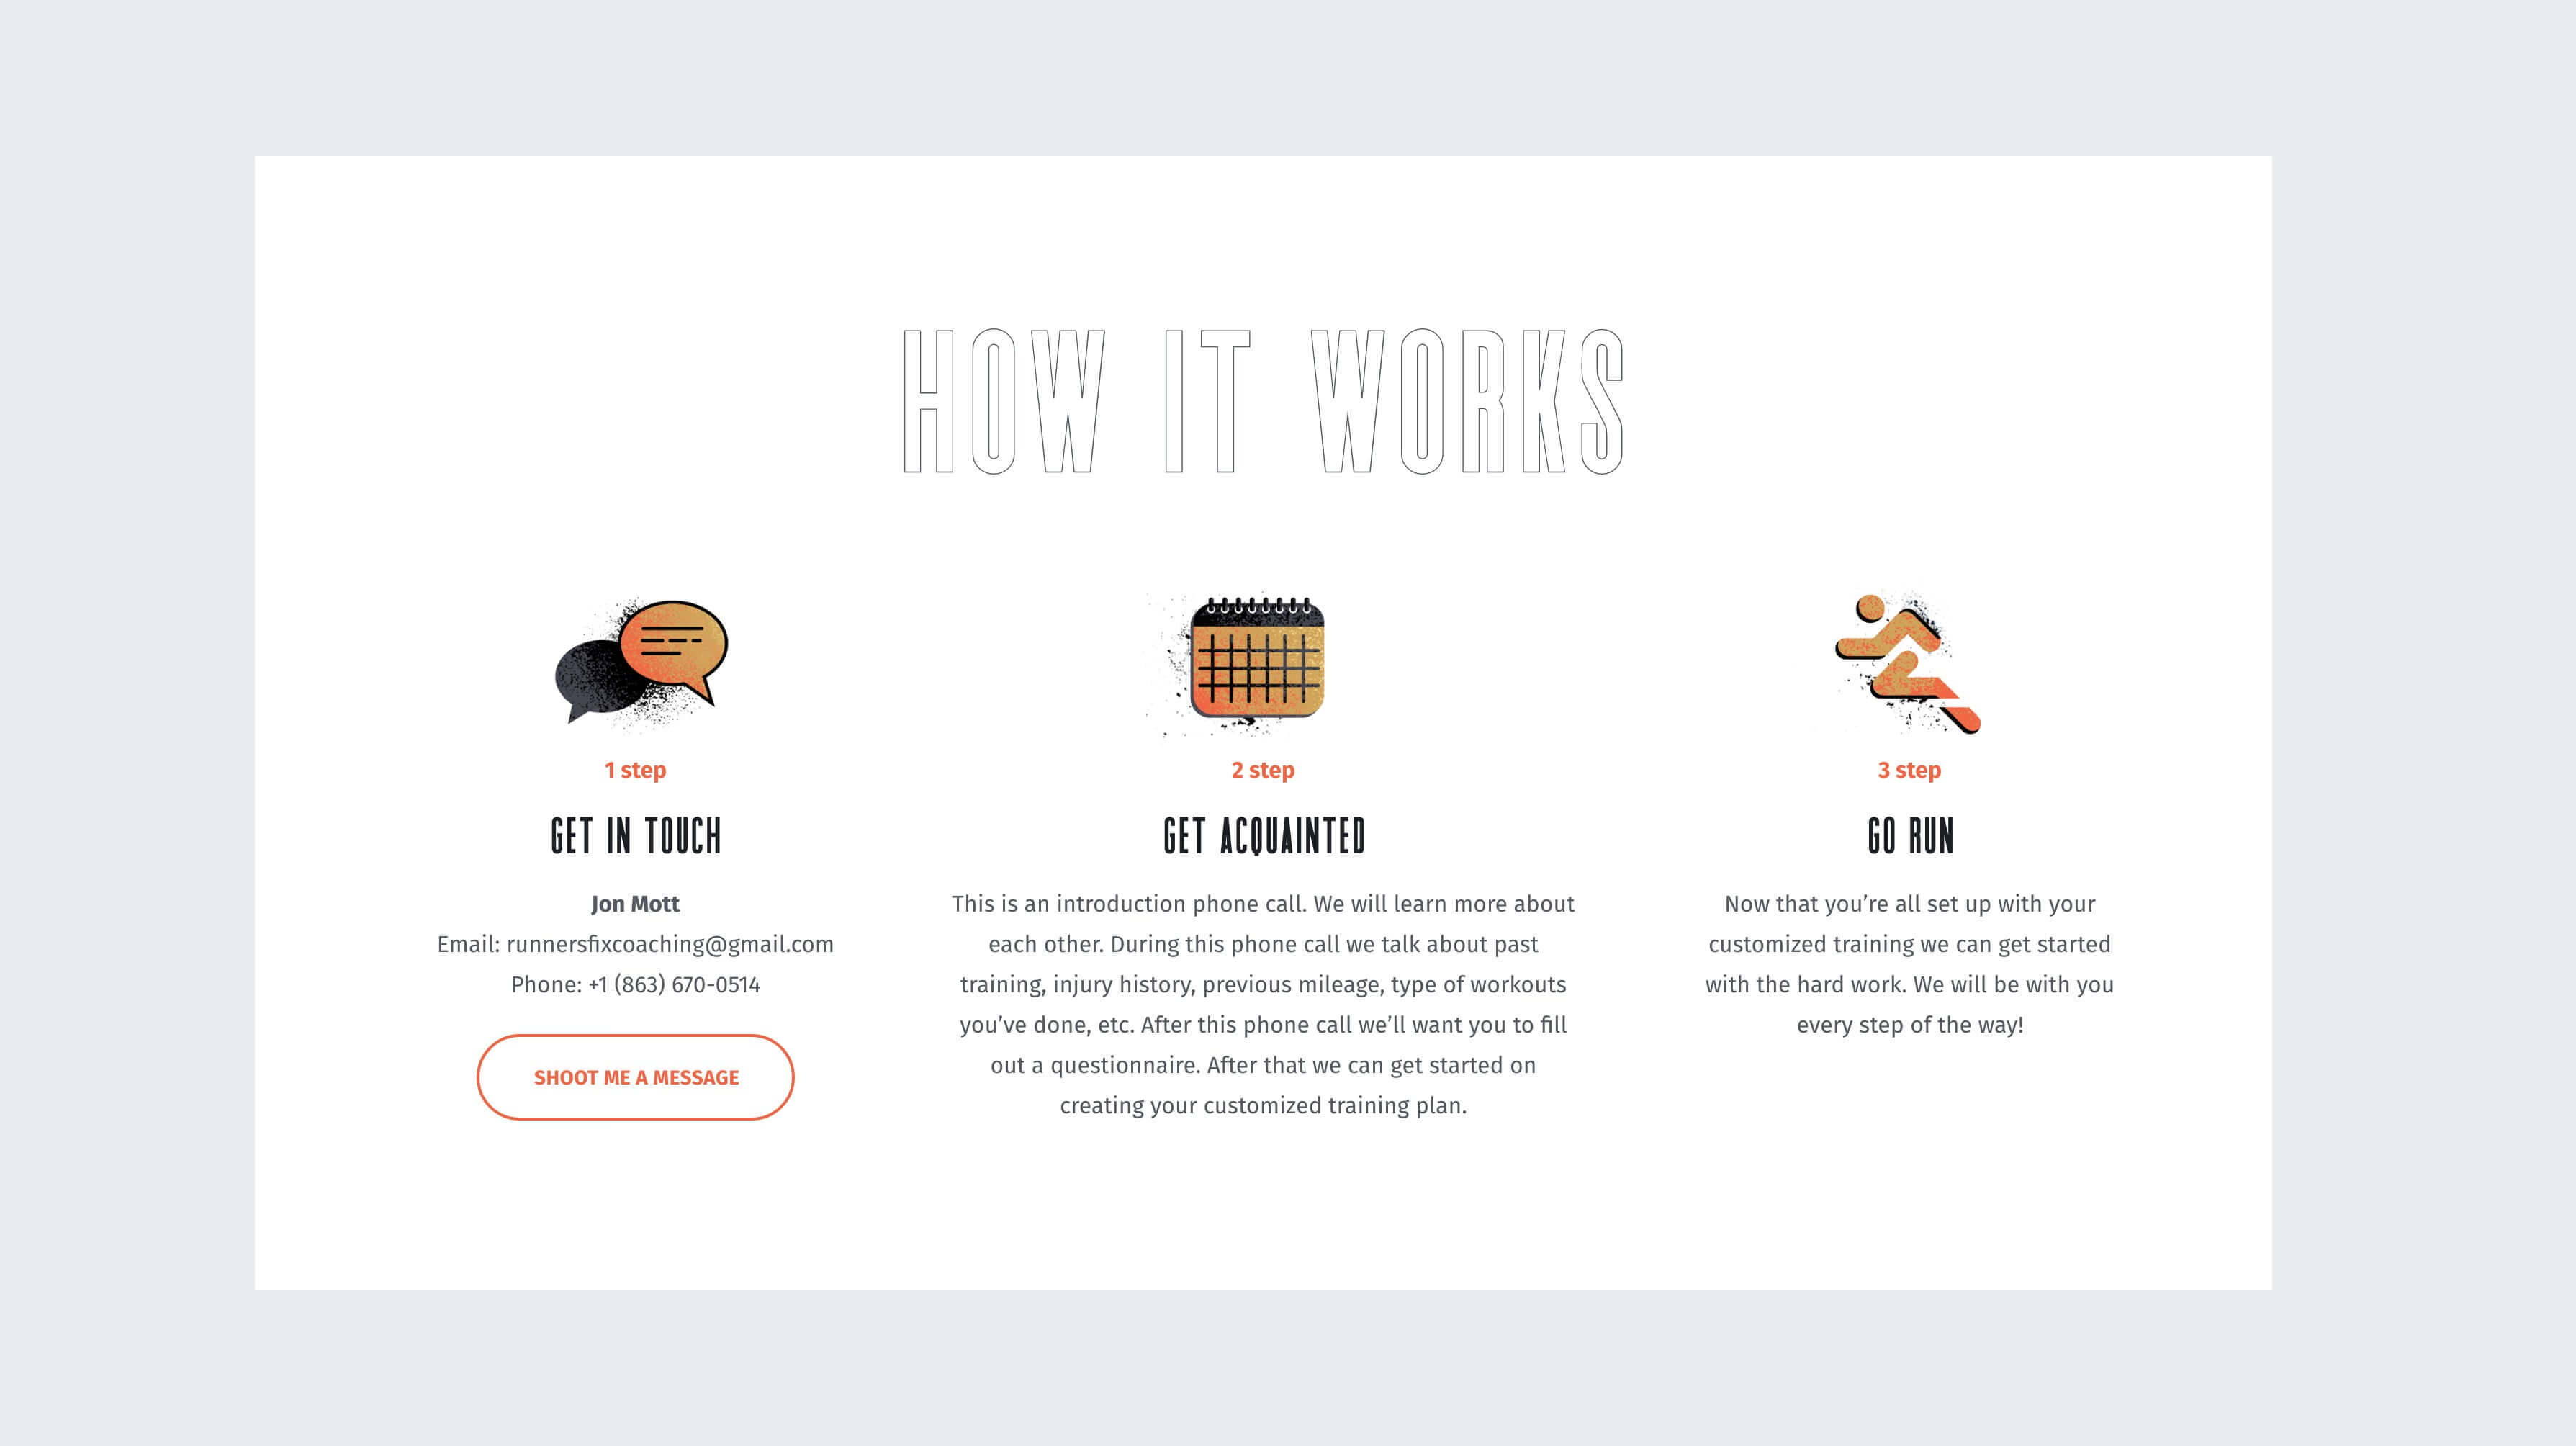 HOW IT WORKS
1 step
GET IN TOUCH
Jon Mott
Email: runnersfixcoaching@gmail.com
Phone: +1 (863) 670-0514
SHOOT ME A MESSAGE
2 step
GET ACQUAINTED
This is an introduction phone call. We will learn more about
each other. During this phone call we talk about past
training, injury history, previous mileage, type of workouts
you’ve done, etc. After this phone call we’ll want you to fill
out a questionnaire. After that we can get started on
creating your customized training plan.
3 step
GO RUN
Now that you’re all set up with your
customized training we can get started
with the hard work. We will be with you
every step of the way!